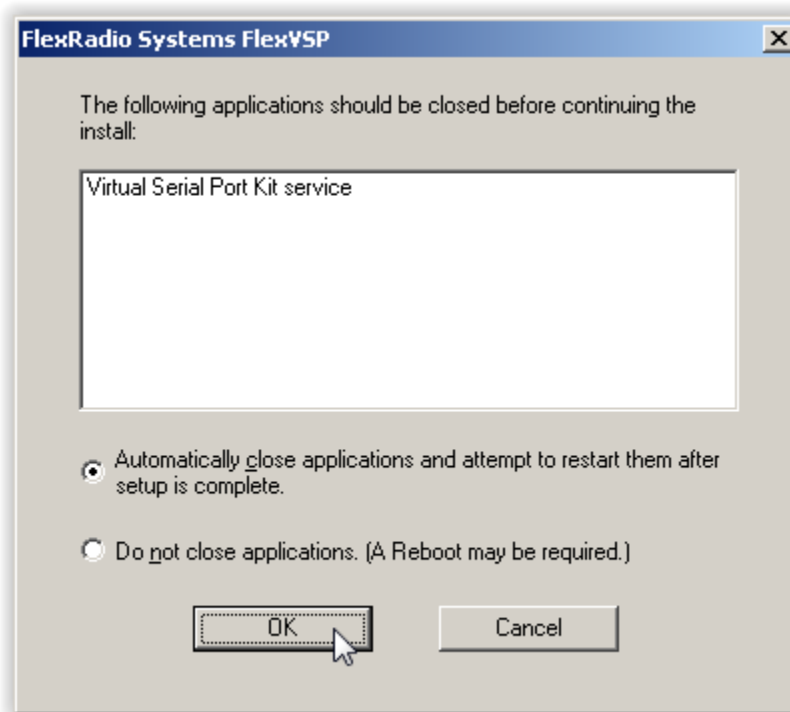 FlexRadio Systems FlexVSP
The following applications should be closed before continuing the
install:
Virtual Serial Port Kit service
Automatically close applications and attempt to restart them after
setup is complete.
Do not close applications. (A Reboot may be required.)
OK
Cancel